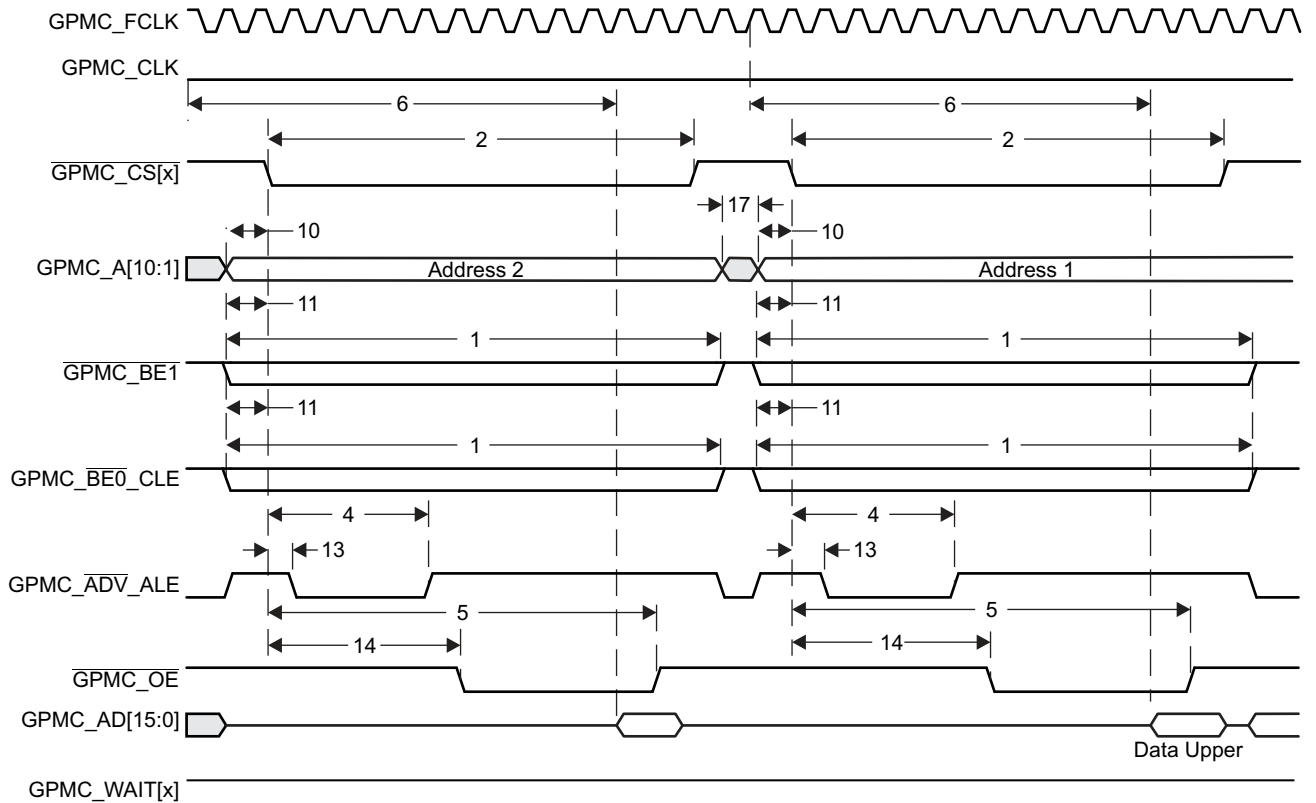 GPMC_FCLK
GPMC_CLK
6 6
2 2
GPMC_CS[x]
17
10 10
GPMC_A[10:1] Address 2 Address 1
11 11
1 1
GPMC_BE1
11 11
1 1
GPMC_BE0_CLE
4 4
13 13
GPMC_ADV_ALE
5 5
14 14
GPMC_OE
GPMC_AD[15:0]
Data Upper
GPMC_WAIT[x]